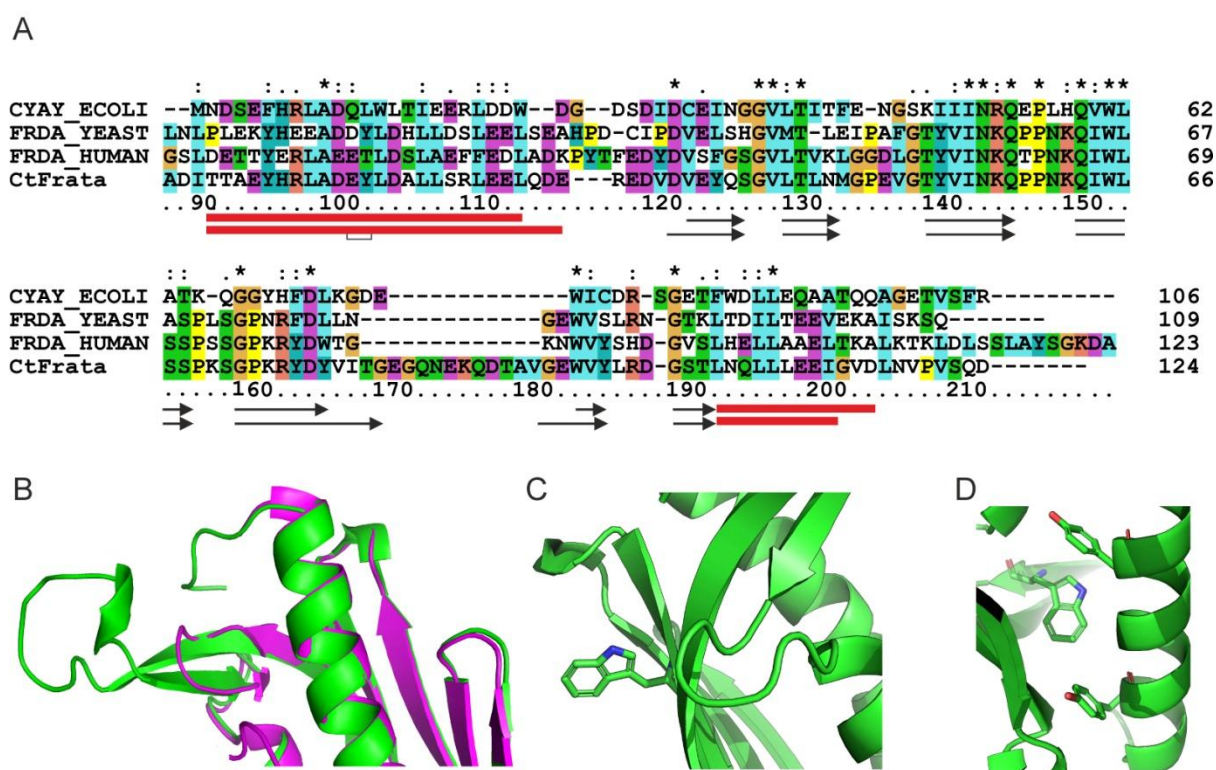 A
: : : *:: .: : ::: * **:* :**.* * *:**
CYAY_ECOLI --MNDSEFHRLADQLWLTIEERLDDW--DG--DSDIDCEINGGVLTITFE-NGSKIIINRQEPLHQVWL 62
FRDA_YEAST LNLPLEKYHEEADDYLDHLLDSLEELSEAHPD-CIPDVELSHGVMT-LEIPAFGTYVINKQPPNKQIWL 67
FRDA_HUMAN GSLDETTYERLAEETLDSLAEFFEDLADKPYTFEDYDVSFGSGVLTVKLGGDLGTYVINKQTPNKQIWL 69
CtFrata ADITTAEYHRLADEYLDALLSRLEELQDE---REDVDVEYQSGVLTLNMGPEVGTYVINKQPPNKQIWL 66
..90.......100.......110.......120.......130.......140.......150..
:: .* :: * *: : * : ::*
CYAY_ECOLI ATK-QGGYHFDLKGDE-------------WICDR-SGETFWDLLEQAATQQAGETVSFR--------- 106
FRDA_YEAST ASPLSGPNRFDLLN-------------GEWVSLRN-GTKLTDILTEEVEKAISKSQ------------ 109
FRDA_HUMAN SSPSSGPKRYDWTG-------------KNWVYSHD-GVSLHELLAAELTKALKTKLDLSSLAYSGKDA 123
CtFrata SSPKSGPKRYDYVITGEGQNEKQDTAVGEWVYLRD-GSTLNQLLLEEIGVDLNVPVSQD--------- 124
.....160.......170.......180.......190.......200.......210.........
B
C
D